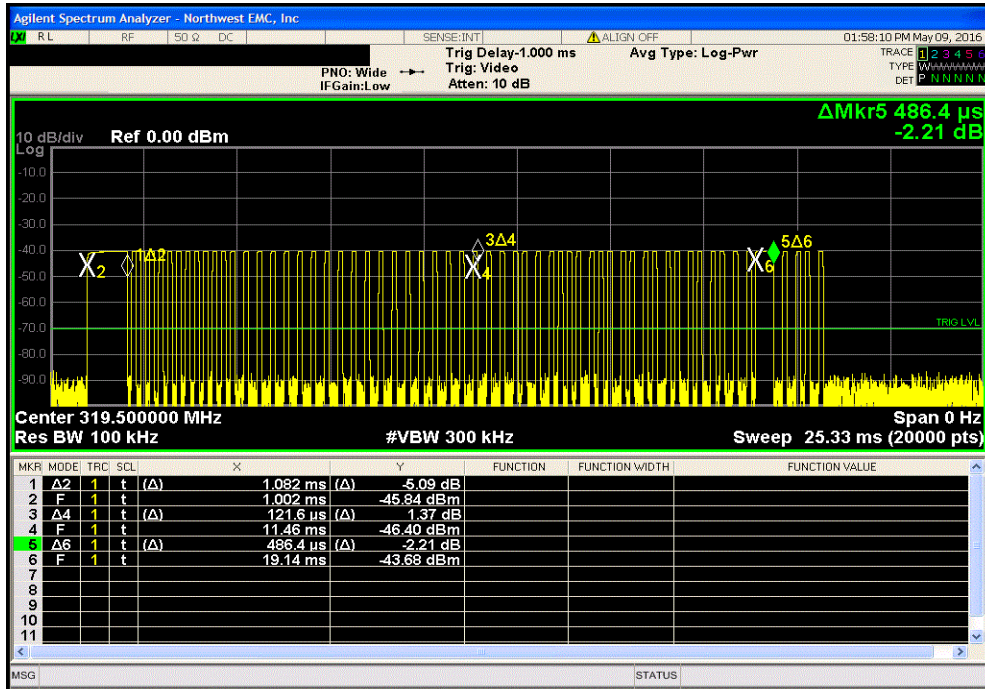 Agilent Spectrum Analyzer - Northwest EMC, Inc
LXI RL RF 50 Ω DC SENSE:INT ALIGN OFF 01:58:10 PM May 09, 2016
Trig Delay-1.000 ms Avg Type: Log-Pwr TRACE 1 2 3 4 5 6
PNO: Wide Trig: Video TYPE WWWWWW
IFGain:Low Atten: 10 dB DET P N N N N N
ΔMkr5 486.4 µs
-2.21 dB
10 dB/div Ref 0.00 dBm
Log
-10.0
-20.0
-30.0
-40.0
-50.0
-60.0
-70.0
-80.0
-90.0
2 1Δ2 3Δ4 4 5Δ6 6
TRIG LVL
Center 319.500000 MHz Span 0 Hz
Res BW 100 kHz #VBW 300 kHz Sweep 25.33 ms (20000 pts)
MKR MODE TRC SCL X Y FUNCTION FUNCTION WIDTH FUNCTION VALUE
1 Δ2 1 t (Δ) 1.082 ms (Δ) -5.09 dB
2 F 1 t 1.002 ms -45.84 dBm
3 Δ4 1 t (Δ) 121.6 µs (Δ) 1.37 dB
4 F 1 t 11.46 ms -46.40 dBm
5 Δ6 1 t (Δ) 486.4 µs (Δ) -2.21 dB
6 F 1 t 19.14 ms -43.68 dBm
7
8
9
10
11
MSG STATUS